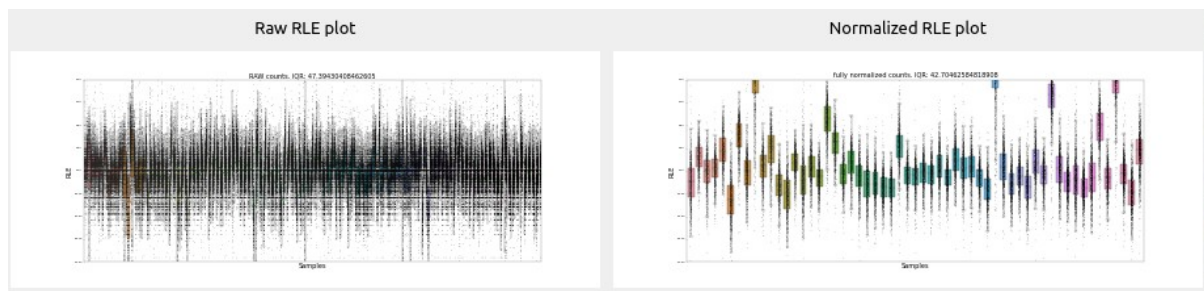 Raw RLE plot
Normalized RLE plot
RAW counts. IQR: 47.39430408462605
RLE
Samples
fully normalized counts. IQR: 42.70462584818908
RLE
Samples